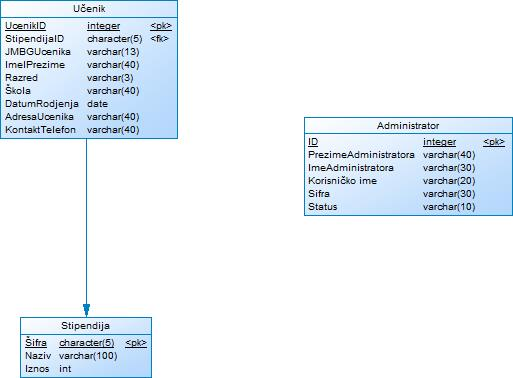 Učenik
UcenikID integer <pk>
StipendijaID character(5) <fk>
JMBGUcenika varchar(13)
ImeIPrezime varchar(40)
Razred varchar(3)
Škola varchar(40)
DatumRodjenja date
AdresaUcenika varchar(40)
KontaktTelefon varchar(40)
Administrator
ID integer <pk>
PrezimeAdministratora varchar(40)
ImeAdministratora varchar(30)
Korisničko ime varchar(20)
Sifra varchar(30)
Status varchar(10)
Stipendija
Šifra character(5) <pk>
Naziv varchar(100)
Iznos int